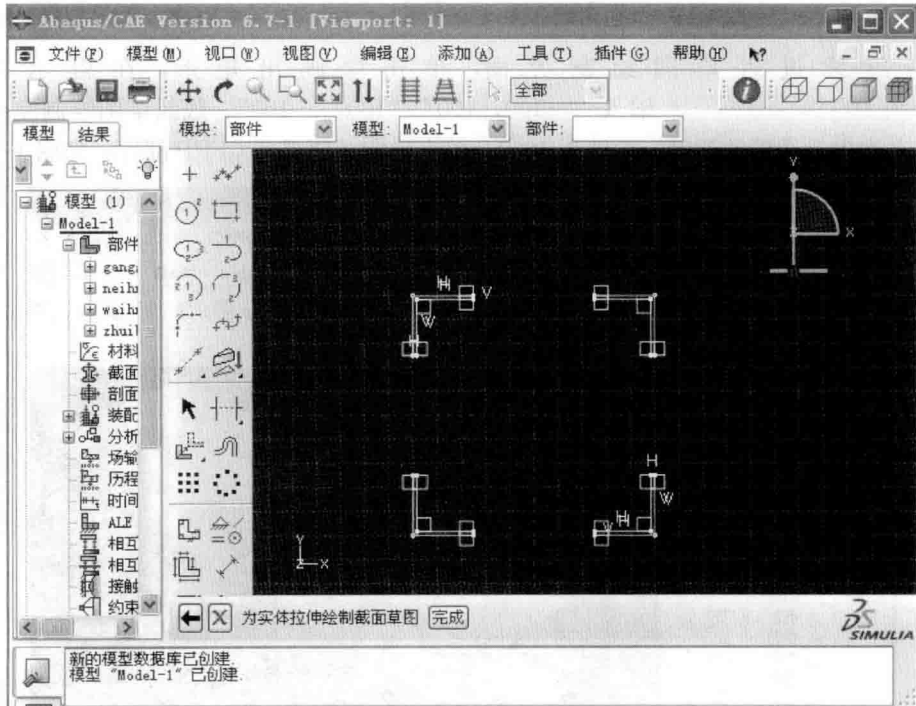 Abaqus/CAE Version 6.7-1 [Viewport: 1]
文件(F) 模型(M) 视口(W) 视图(V) 编辑(E) 添加(A) 工具(T) 插件(G) 帮助(H)
全部
模型 结果 模块: 部件 模型: Model-1 部件:
模型 (1)
Model-1
部件
材料
截面
剖面
装配
分析
场输
历程
时间
ALE
相互
相互
接触
约束
Y
X
H V
W
H
H
W
V H
Y
Z X
为实体拉伸绘制截面草图 完成
SIMULIA
新的模型数据库已创建.
模型 "Model-1" 已创建.